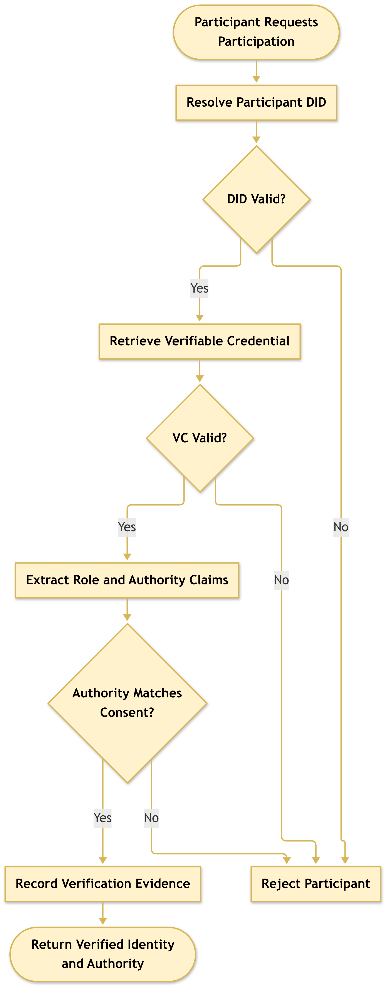 Participant Requests
Participation
Resolve Participant DID
DID Valid?
Yes
Retrieve Verifiable Credential
VC Valid?
Yes
No
Extract Role and Authority Claims
No
Authority Matches
Consent?
Yes
No
Record Verification Evidence
Reject Participant
Return Verified Identity
and Authority